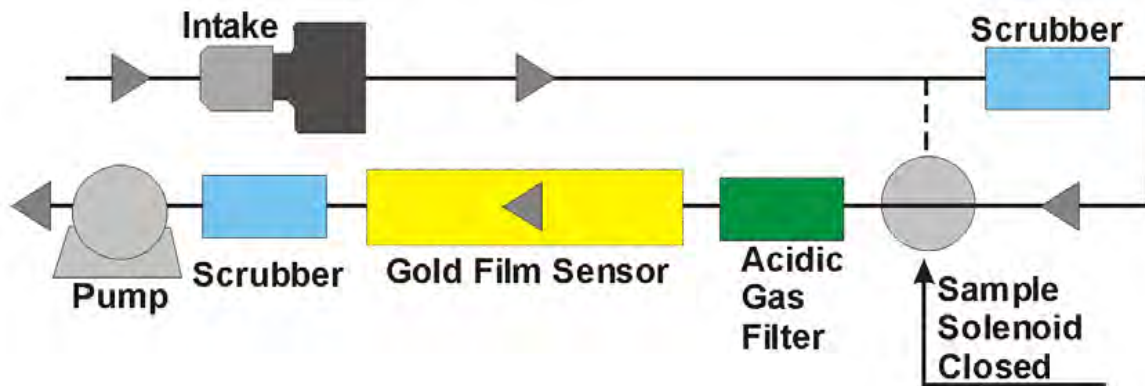 Intake
Scrubber
Pump
Scrubber
Gold Film Sensor
Acidic
Gas
Filter
Sample
Solenoid
Closed